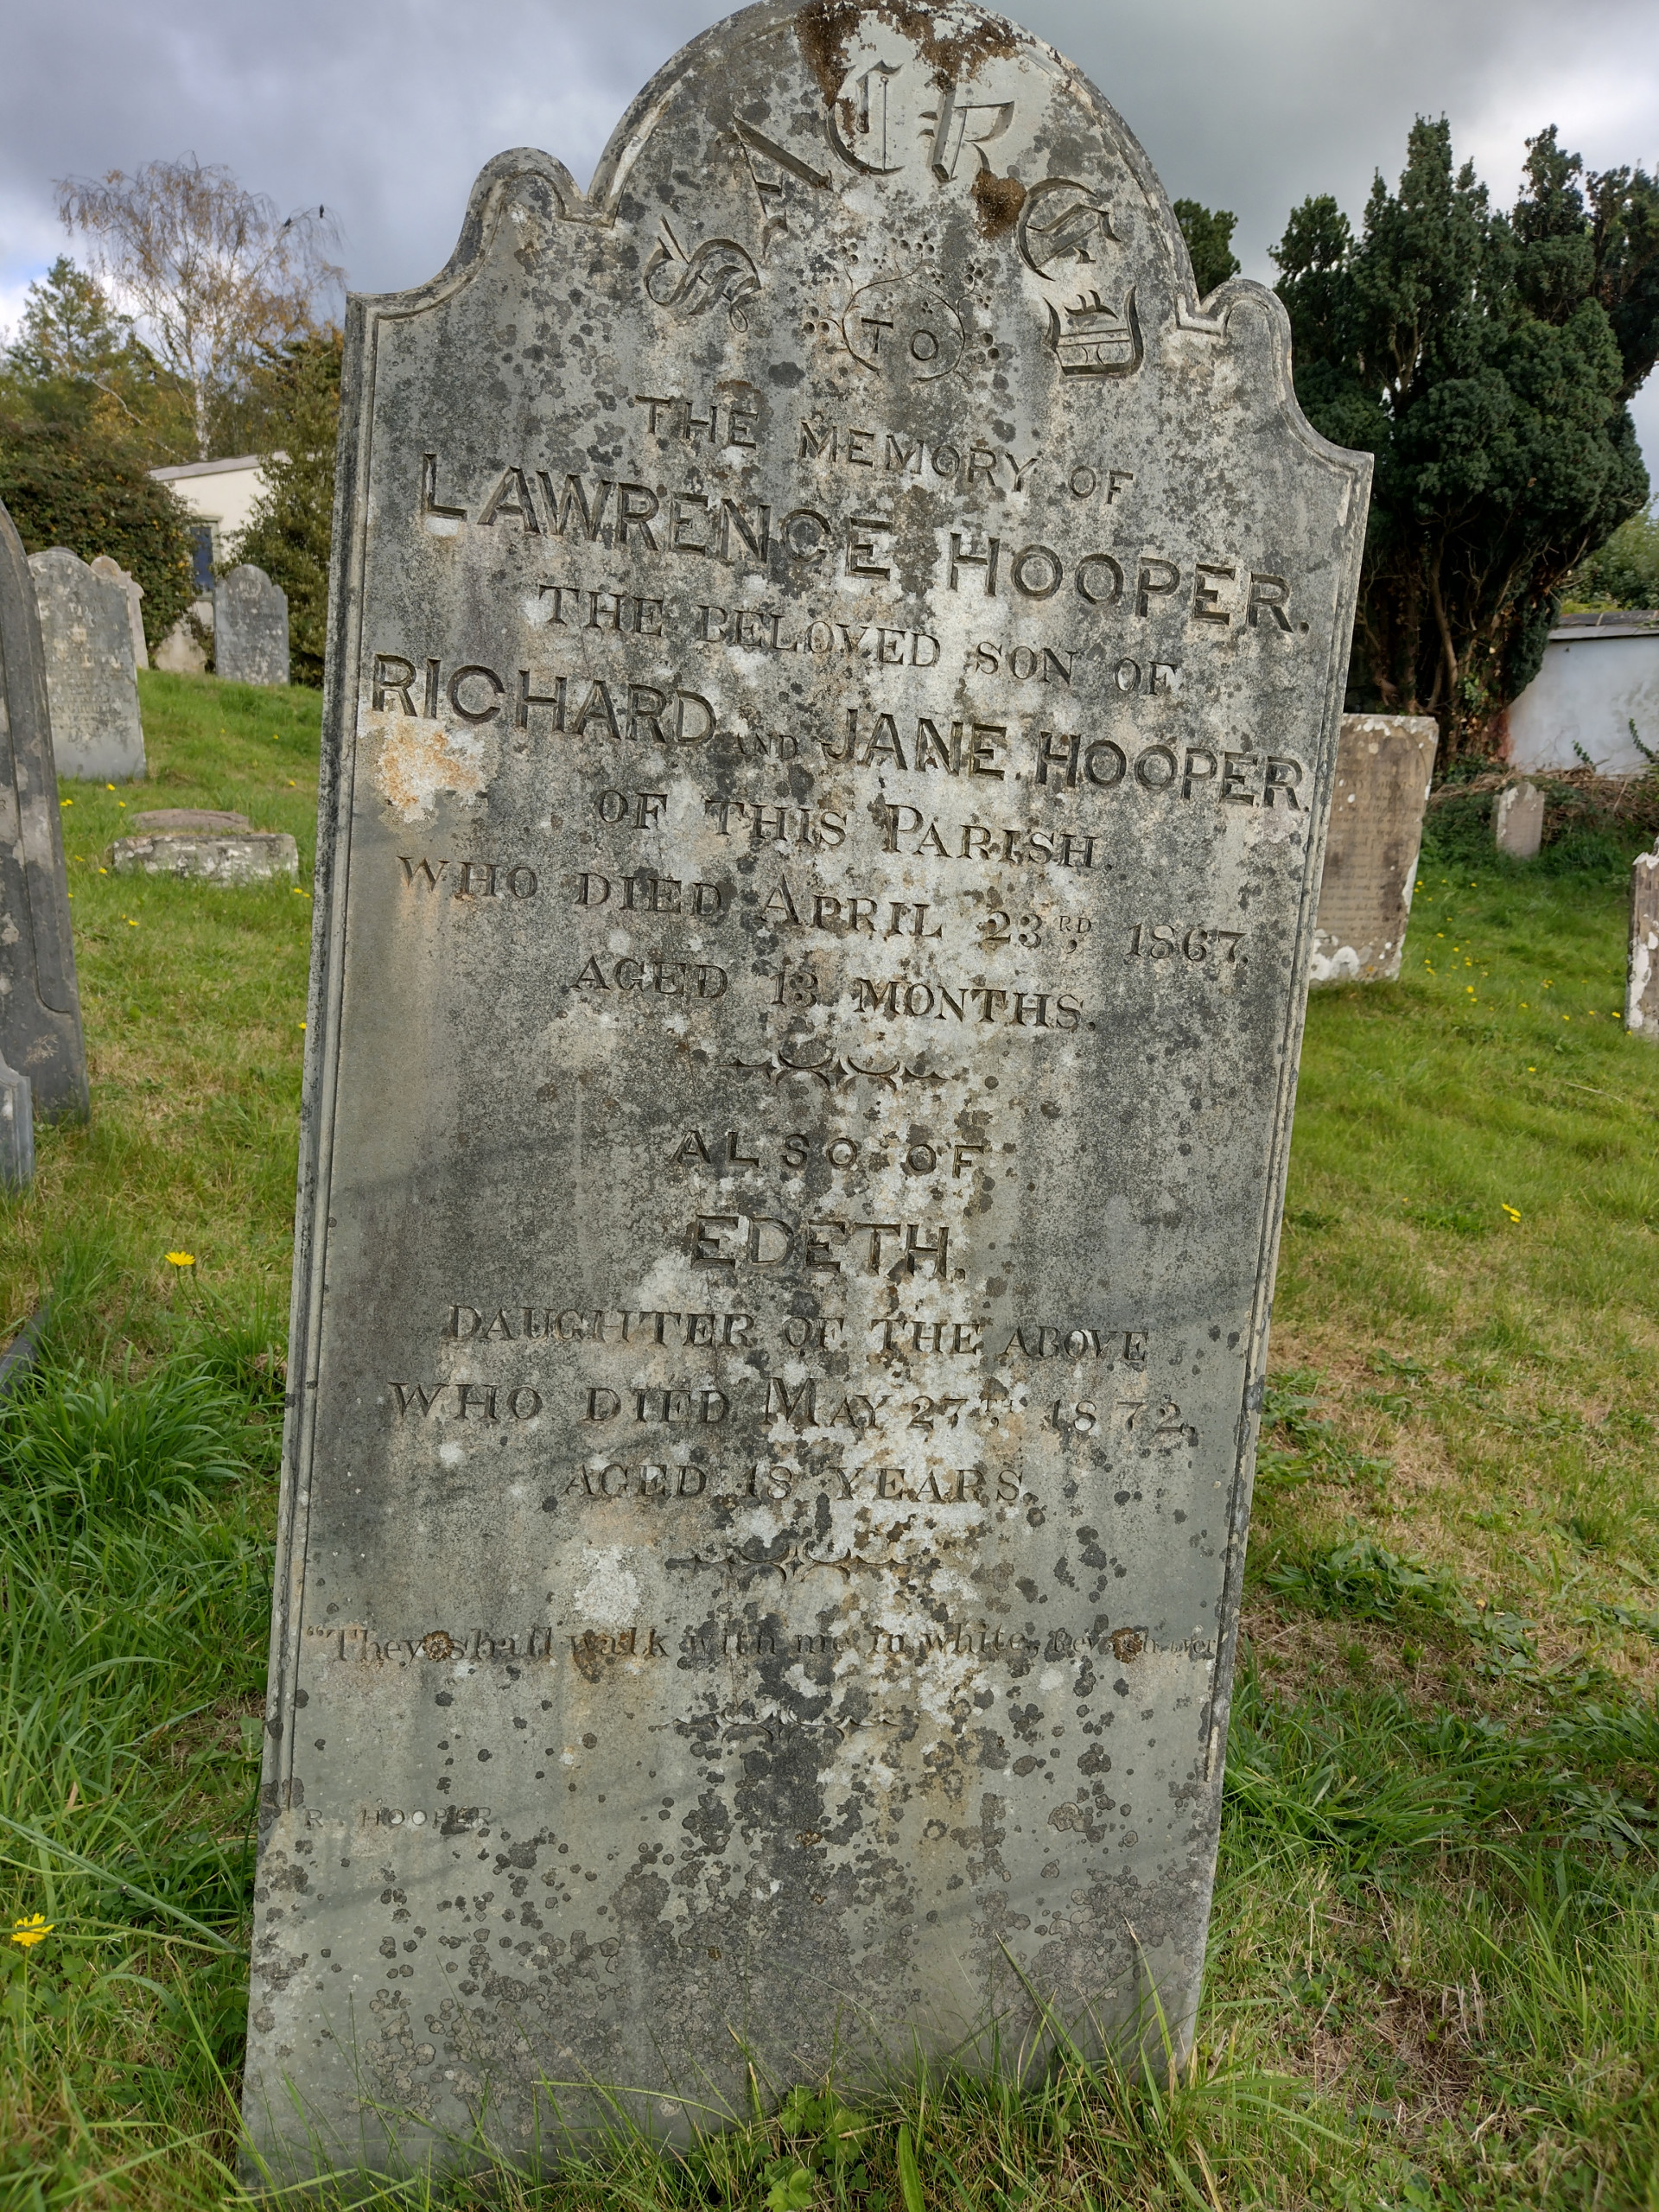 SACRED
TO
THE MEMORY OF
LAWRENCE HOOPER.
THE BELOVED SON OF
RICHARD AND JANE HOOPER
OF THIS PARISH.
WHO DIED APRIL 23RD, 1867.
AGED 13 MONTHS.
ALSO OF
EDETH.
DAUGHTER OF THE ABOVE
WHO DIED MAY 27TH, 1872,
AGED 18 YEARS.
"They shall walk with me in white,
R. HOOPER